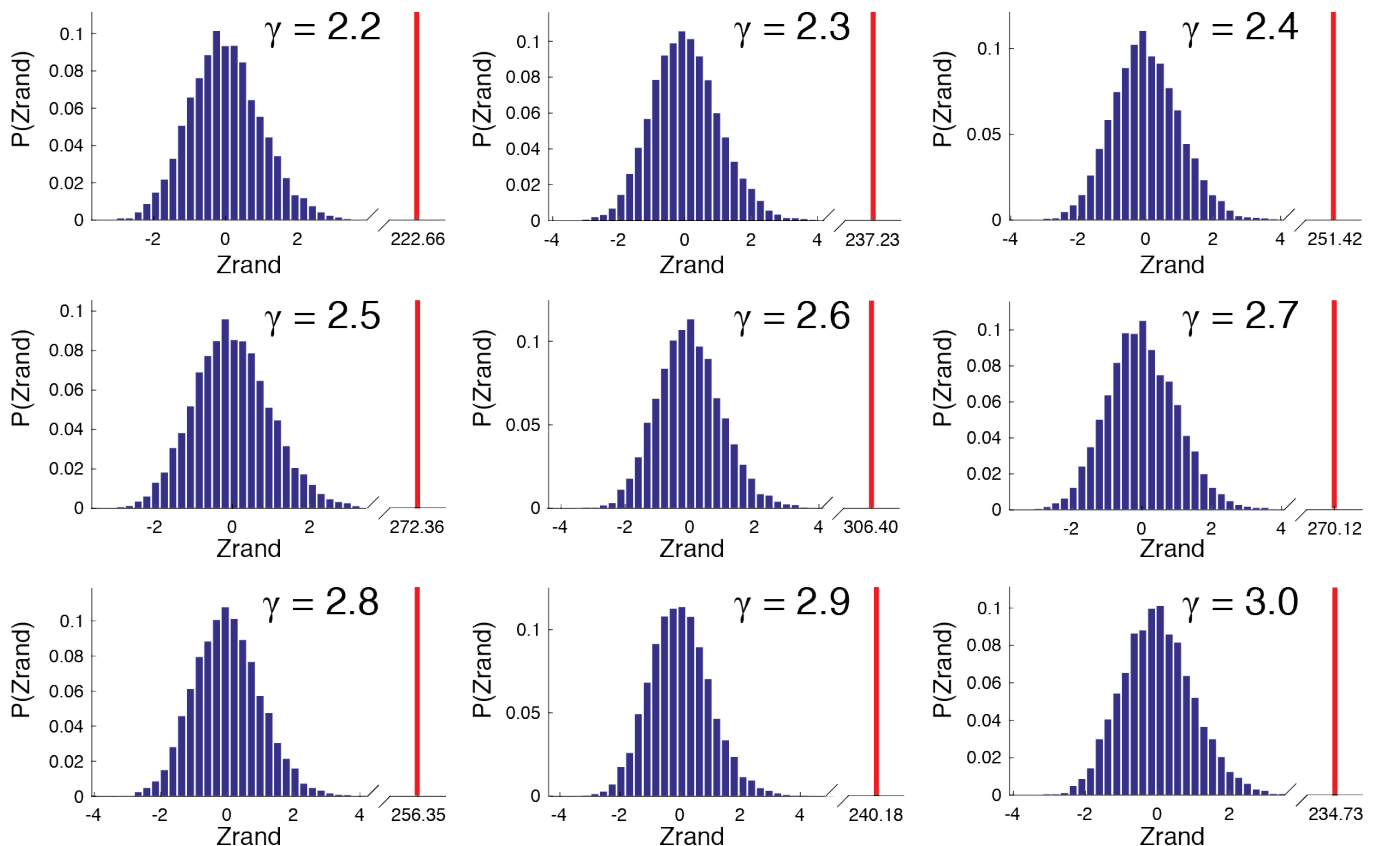 γ = 2.2
P(Zrand)
0.1
0.08
0.06
0.04
0.02
0
-2 0 2 222.66
Zrand
γ = 2.3
P(Zrand)
0.1
0.08
0.06
0.04
0.02
0
-4 -2 0 2 4 237.23
Zrand
γ = 2.4
P(Zrand)
0.1
0.05
0
-4 -2 0 2 4 251.42
Zrand
γ = 2.5
P(Zrand)
0.1
0.08
0.06
0.04
0.02
0
-2 0 2 272.36
Zrand
γ = 2.6
P(Zrand)
0.1
0.05
0
-4 -2 0 2 4 306.40
Zrand
γ = 2.7
P(Zrand)
0.1
0.08
0.06
0.04
0.02
0
-2 0 2 4 270.12
Zrand
γ = 2.8
P(Zrand)
0.1
0.08
0.06
0.04
0.02
0
-4 -2 0 2 4 256.35
Zrand
γ = 2.9
P(Zrand)
0.1
0.05
0
-4 -2 0 2 4 240.18
Zrand
γ = 3.0
P(Zrand)
0.1
0.08
0.06
0.04
0.02
0
-4 -2 0 2 234.73
Zrand